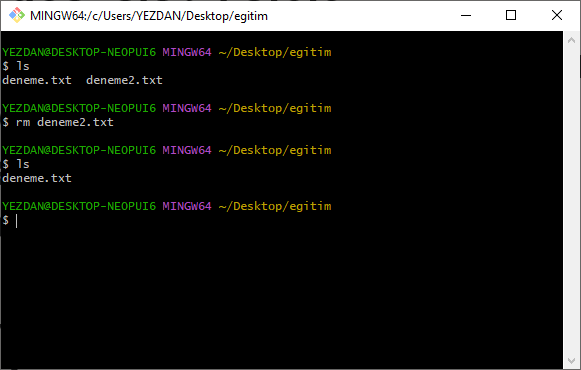 MINGW64:/c/Users/YEZDAN/Desktop/egitim
YEZDAN@DESKTOP-NEOPUI6 MINGW64 ~/Desktop/egitim
$ ls
deneme.txt  deneme2.txt
YEZDAN@DESKTOP-NEOPUI6 MINGW64 ~/Desktop/egitim
$ rm deneme2.txt
YEZDAN@DESKTOP-NEOPUI6 MINGW64 ~/Desktop/egitim
$ ls
deneme.txt
YEZDAN@DESKTOP-NEOPUI6 MINGW64 ~/Desktop/egitim
$